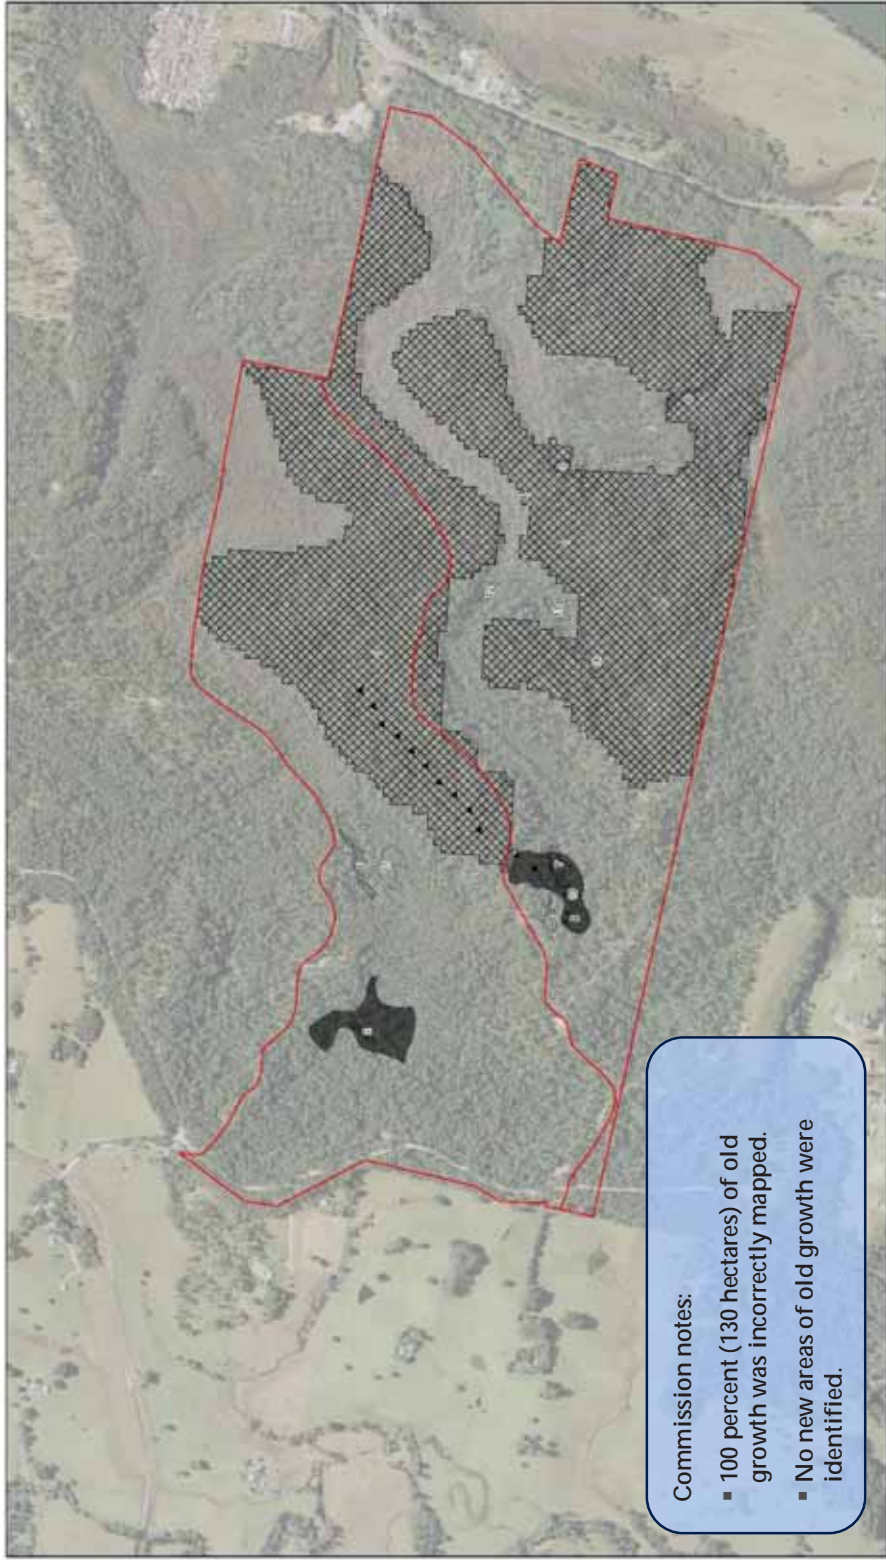 Commission notes:
▪ 100 percent (130 hectares) of old
growth was incorrectly mapped.
▪ No new areas of old growth were
identified.